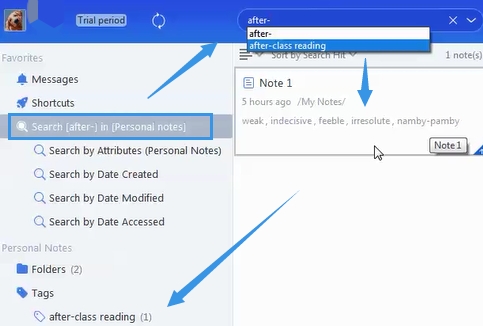 Trial period
after-
after-
after-class reading
Sort by Search Hit
1 note(s)
Favorites
Messages
Shortcuts
Search [after-] in [Personal notes]
Search by Attributes (Personal Notes)
Search by Date Created
Search by Date Modified
Search by Date Accessed
Personal Notes
Folders (2)
Tags
after-class reading (1)
Note 1
5 hours ago /My Notes/
weak , indecisive , feeble , irresolute , namby-pamby
Note 1